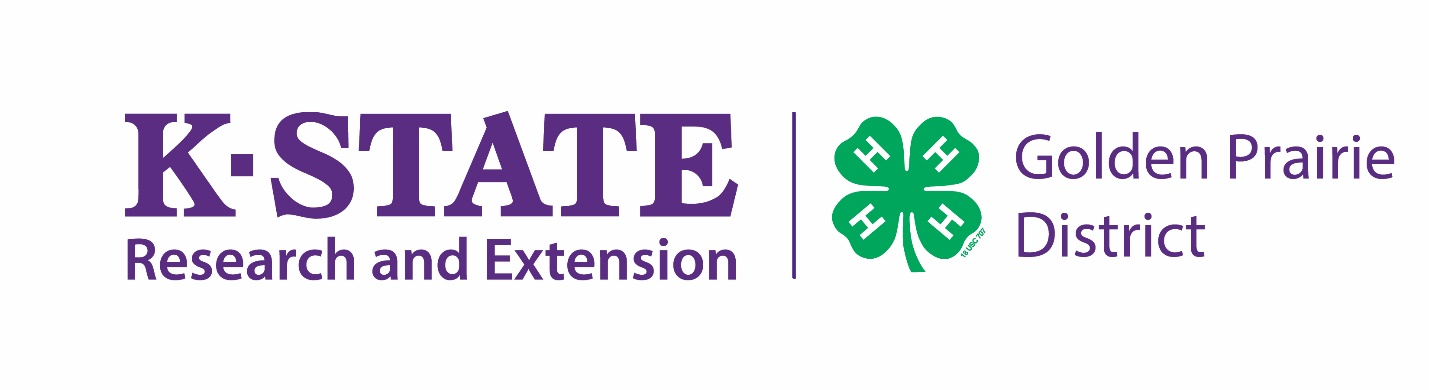 K-STATE
Research and Extension
H H
H H
18 USC 707
Golden Prairie
District